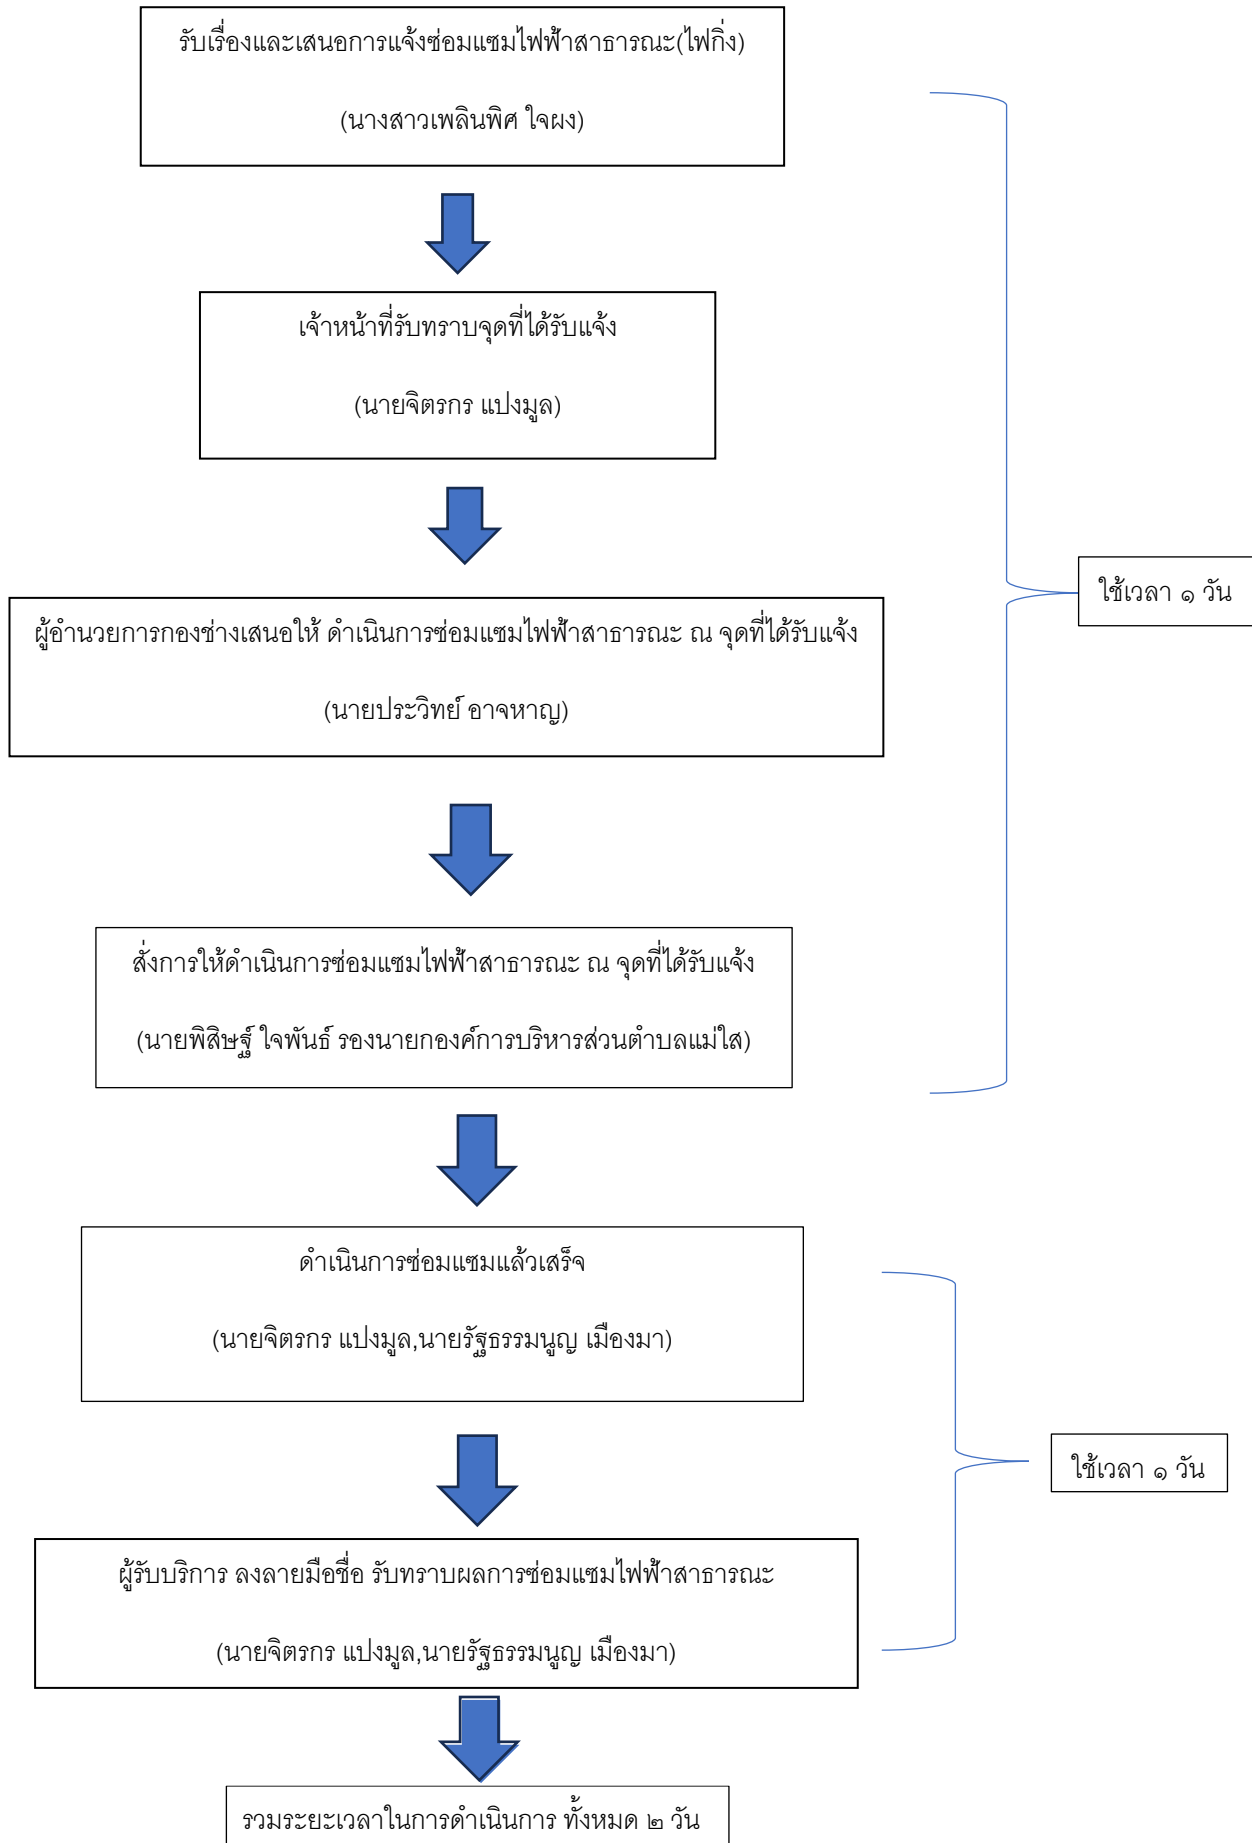 รับเรื่องและเสนอการแจ้งซ่อมแซมไฟฟ้าสาธารณะ(ไฟกิ่ง)
(นางสาวเพลินพิศ ใจผง)
เจ้าหน้าที่รับทราบจุดที่ได้รับแจ้ง
(นายจิตรกร แปงมูล)
ผู้อำนวยการกองช่างเสนอให้ ดำเนินการซ่อมแซมไฟฟ้าสาธารณะ ณ จุดที่ได้รับแจ้ง
(นายประวิทย์ อาจหาญ)
สั่งการให้ดำเนินการซ่อมแซมไฟฟ้าสาธารณะ ณ จุดที่ได้รับแจ้ง
(นายพิสิษฐ์ ใจพันธ์ รองนายกองค์การบริหารส่วนตำบลแม่ใส)
ใช้เวลา ๑ วัน
ดำเนินการซ่อมแซมแล้วเสร็จ
(นายจิตรกร แปงมูล,นายรัฐธรรมนูญ เมืองมา)
ผู้รับบริการ ลงลายมือชื่อ รับทราบผลการซ่อมแซมไฟฟ้าสาธารณะ
(นายจิตรกร แปงมูล,นายรัฐธรรมนูญ เมืองมา)
ใช้เวลา ๑ วัน
รวมระยะเวลาในการดำเนินการ ทั้งหมด ๒ วัน